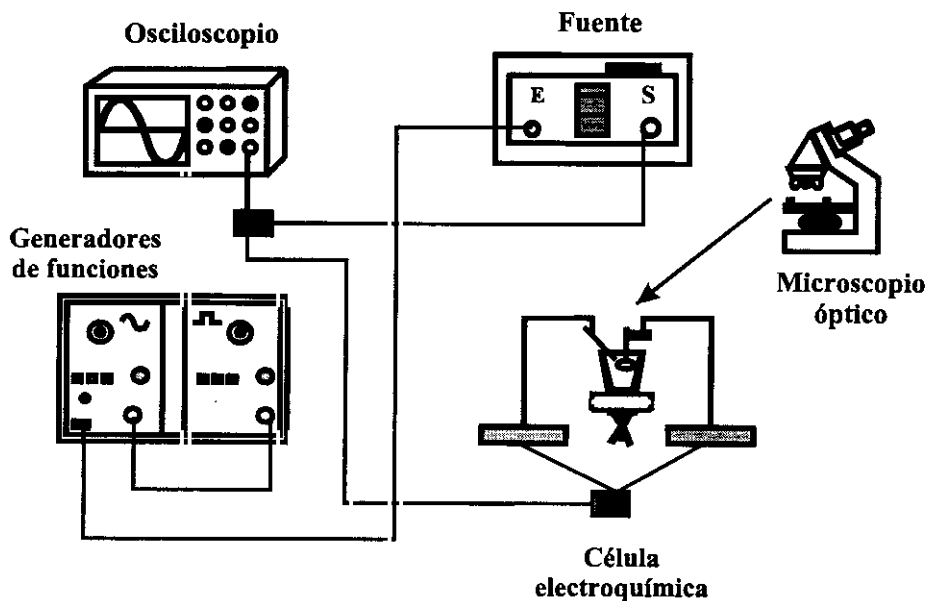 Osciloscopio
Fuente
E
S
Generadores
de funciones
Microscopio
óptico
Célula
electroquímica